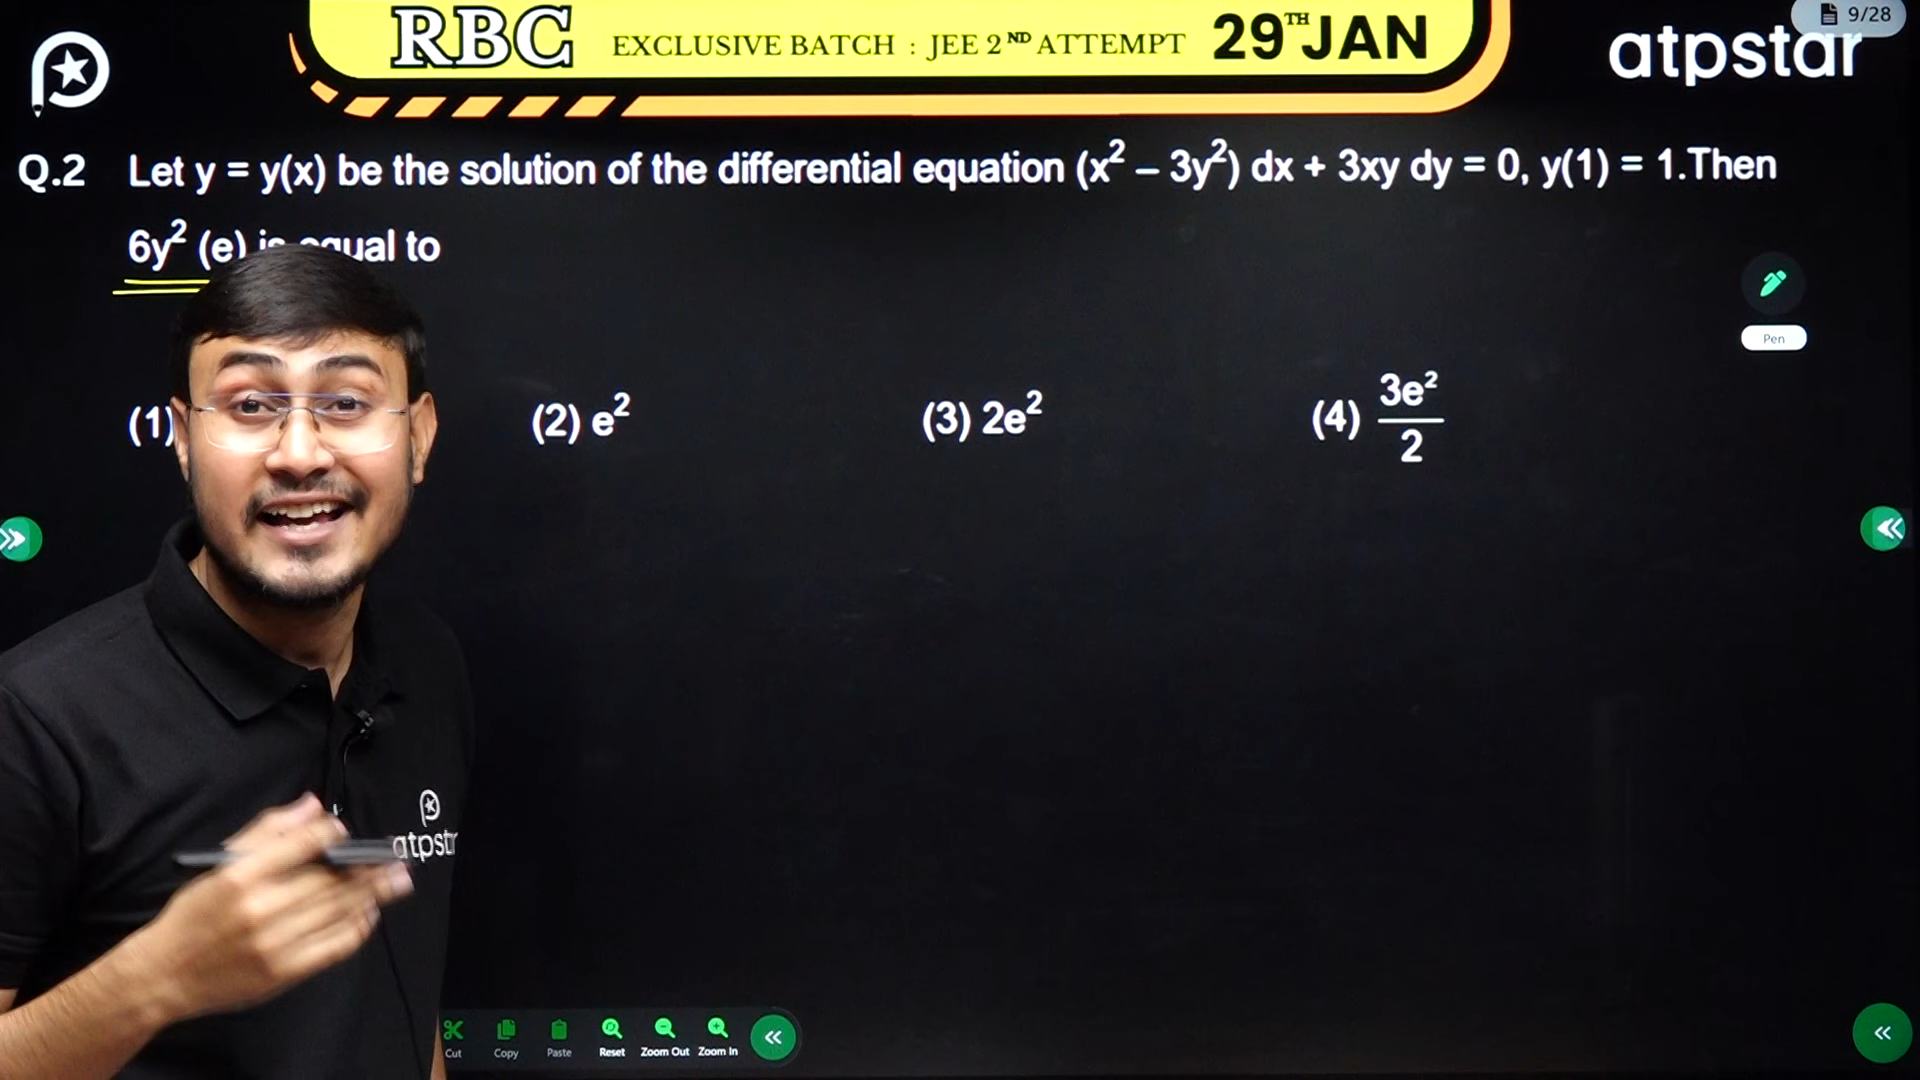 RBC EXCLUSIVE BATCH : JEE 2ND ATTEMPT 29TH JAN
atpstar
9/28
Q.2 Let y = y(x) be the solution of the differential equation (x² – 3y²) dx + 3xy dy = 0, y(1) = 1.Then
6y² (e) is equal to
Pen
(1) (2) e² (3) 2e² (4) 3e²/2
atpst
Cut Copy Paste Reset Zoom Out Zoom In